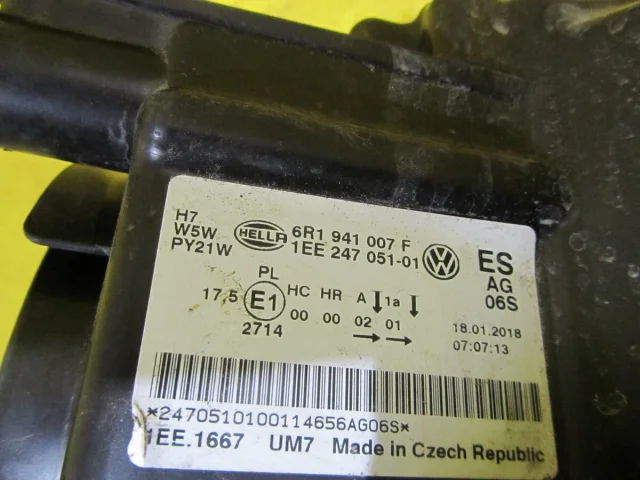 H7
W5W
PY21W
HELLA
6R1 941 007 F
1EE 247 051-01
VW
ES
AG
06S
PL
17,5 E1 HC HR A 1a
00 00 02 01
2714
→ →
18.01.2018
07:07:13
*2470510100114656AG06S*
1EE.1667 UM7 Made in Czech Republic